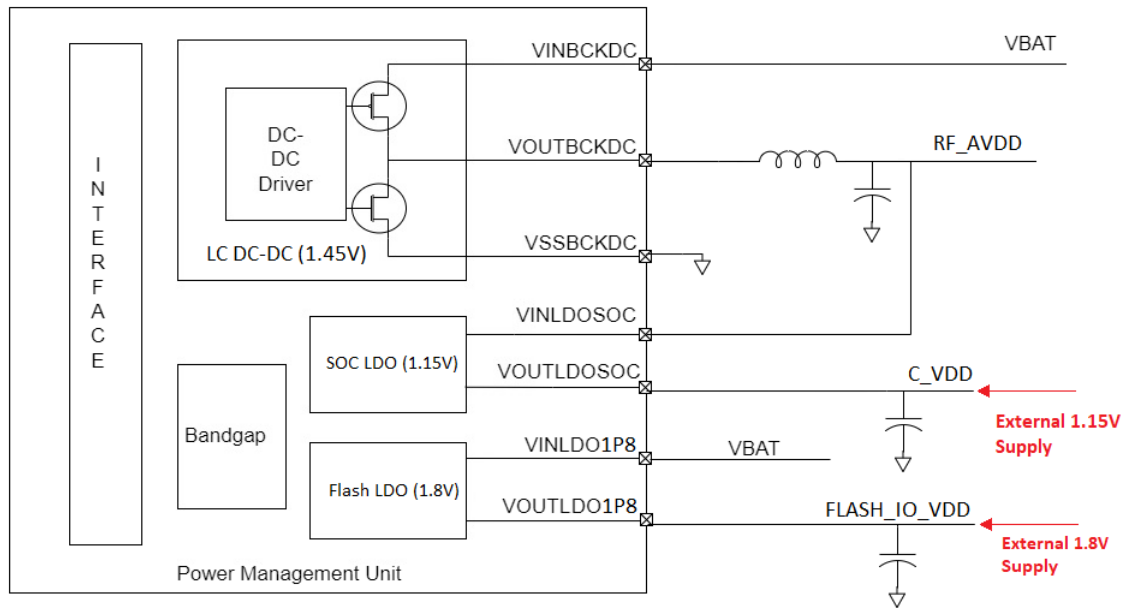 INTERFACE
DC-
DC
Driver
LC DC-DC (1.45V)
VINBCKDC
VBAT
VOUTBCKDC
RF_AVDD
VSSBCKDC
VINLDOSOC
SOC LDO (1.15V)
VOUTLDOSOC
C_VDD
External 1.15V
Supply
Bandgap
VINLDO1P8
VBAT
Flash LDO (1.8V)
VOUTLDO1P8
FLASH_IO_VDD
External 1.8V
Supply
Power Management Unit